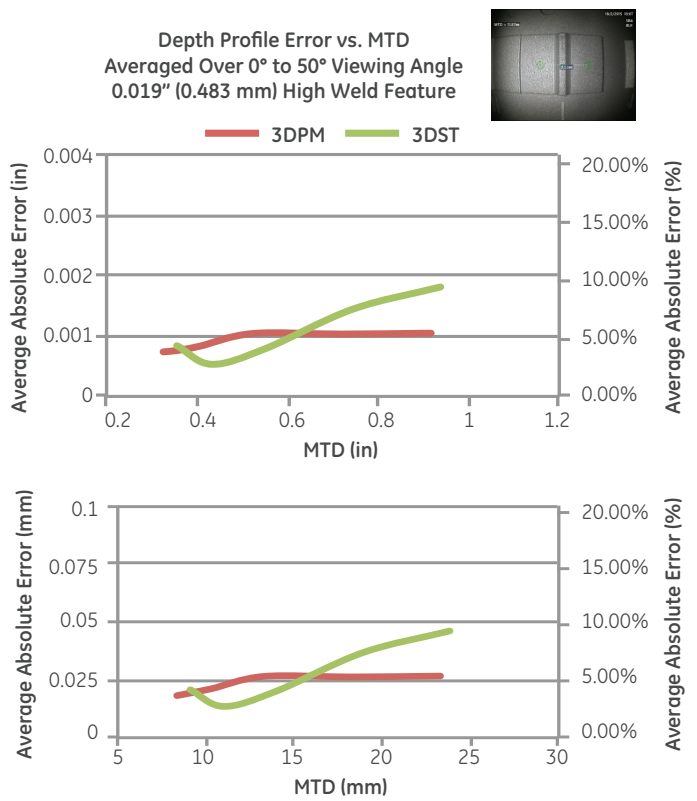 Depth Profile Error vs. MTD
Averaged Over 0° to 50° Viewing Angle
0.019" (0.483 mm) High Weld Feature
3DPM 3DST
Average Absolute Error (in)
0.004
0.003
0.002
0.001
0
20.00%
15.00%
10.00%
5.00%
0.00%
Average Absolute Error (%)
0.2 0.4 0.6 0.8 1 1.2
MTD (in)
Average Absolute Error (mm)
0.1
0.075
0.05
0.025
0
20.00%
15.00%
10.00%
5.00%
0.00%
Average Absolute Error (%)
5 10 15 20 25 30
MTD (mm)